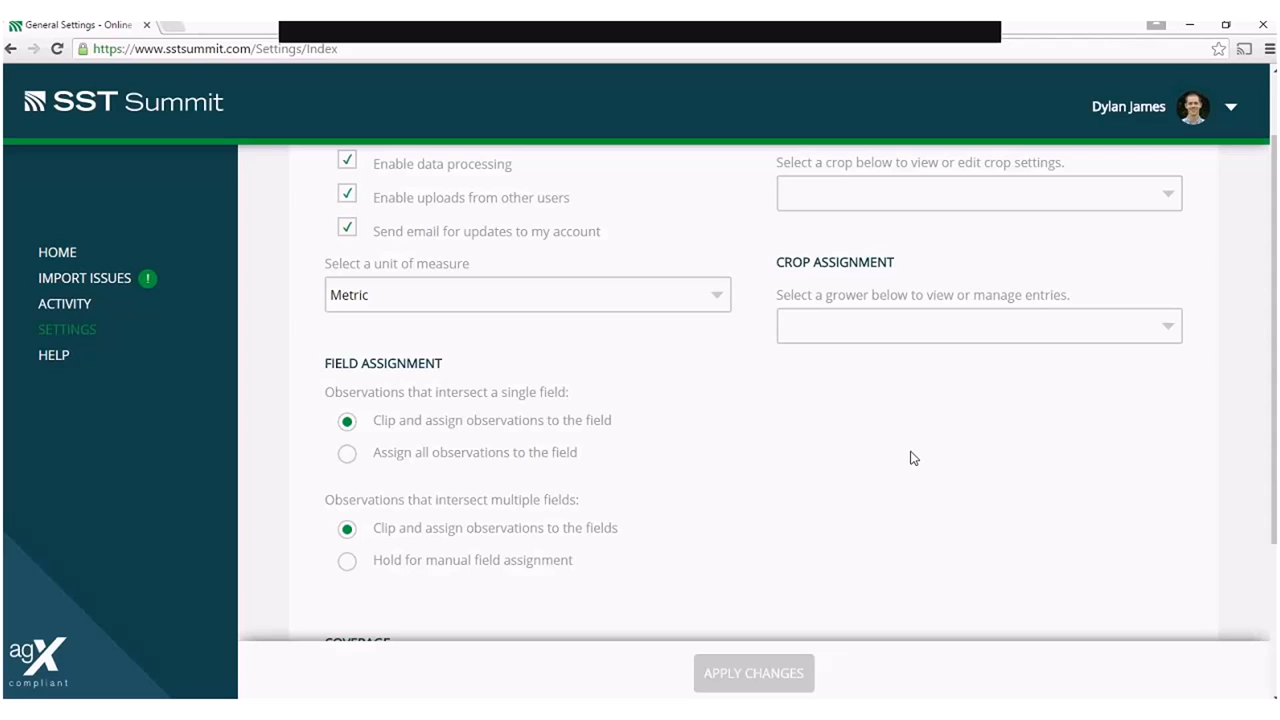 General Settings - Online
https://www.sstsummit.com/Settings/Index
SST Summit
Dylan James
HOME
IMPORT ISSUES !
ACTIVITY
SETTINGS
HELP
agX
compliant
Enable data processing
Enable uploads from other users
Send email for updates to my account
Select a unit of measure
Metric
FIELD ASSIGNMENT
Observations that intersect a single field:
Clip and assign observations to the field
Assign all observations to the field
Observations that intersect multiple fields:
Clip and assign observations to the fields
Hold for manual field assignment
COVERAGE
Select a crop below to view or edit crop settings.
CROP ASSIGNMENT
Select a grower below to view or manage entries.
APPLY CHANGES